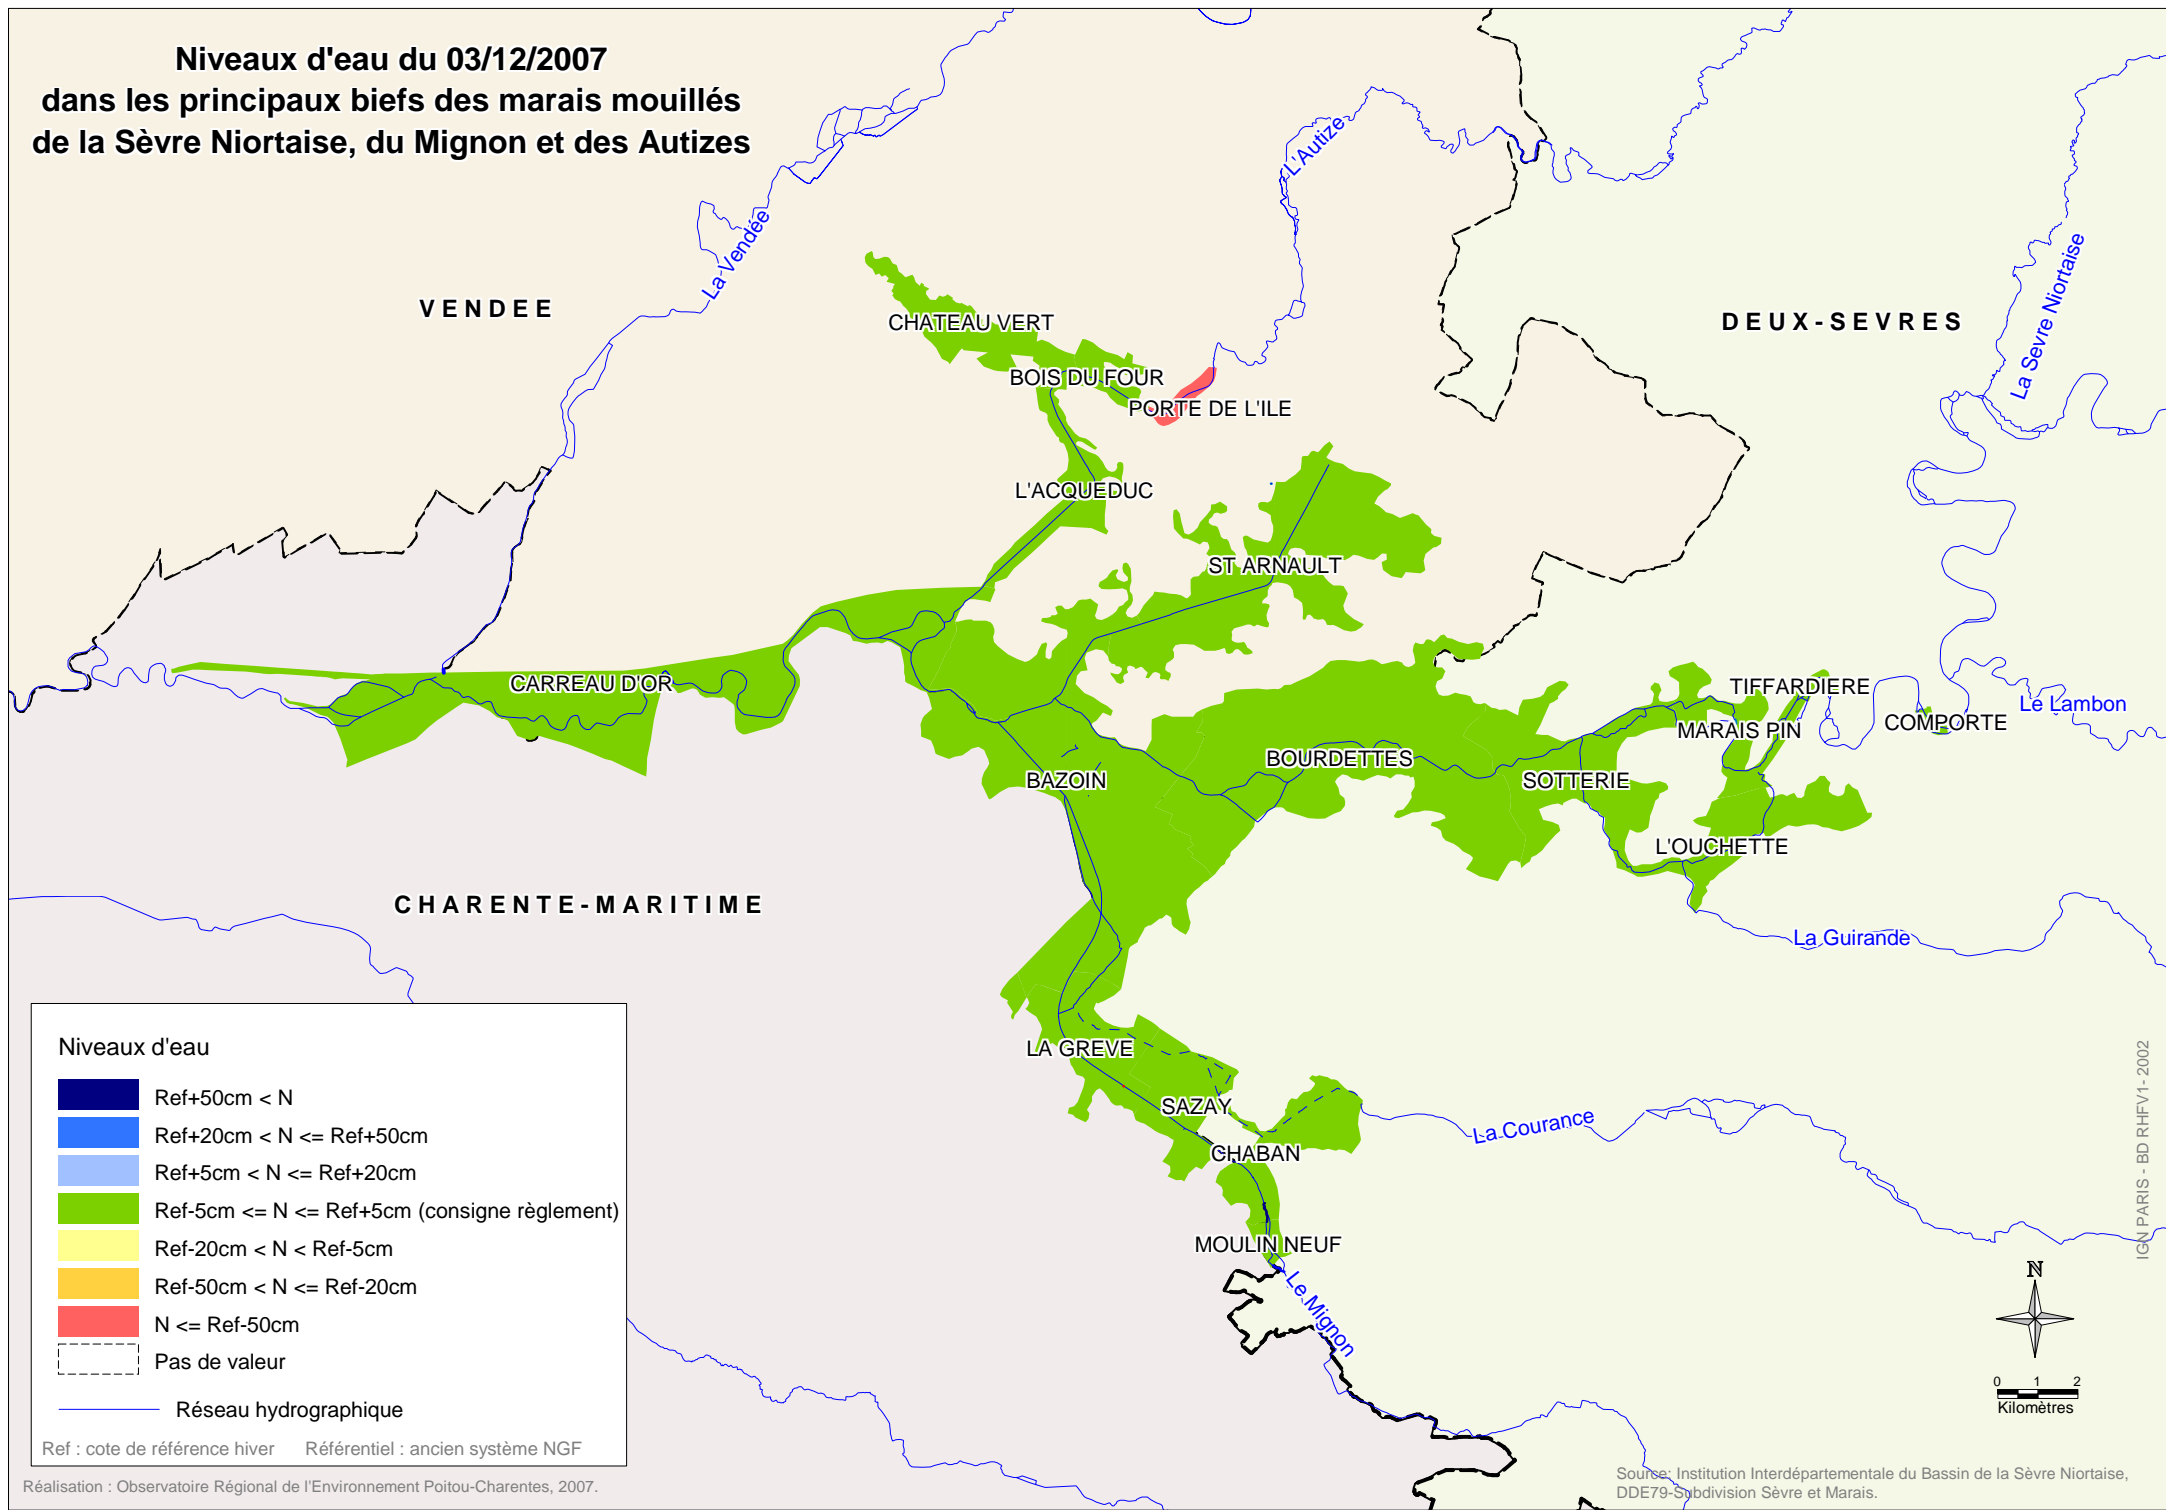 Niveaux d'eau du 03/12/2007
dans les principaux biefs des marais mouillés
de la Sèvre Niortaise, du Mignon et des Autizes
L'Autize
La Vendée
VENDEE
DEUX-SEVRES
La Sevre Niortaise
CHATEAU VERT
BOIS DU FOUR
PORTE DE L'ILE
L'ACQUEDUC
ST ARNAULT
CARREAU D'OR
TIFFARDIERE
Le Lambon
MARAIS PIN
COMPORTE
BOURDETTES
BAZOIN
SOTTERIE
L'OUCHETTE
CHARENTE-MARITIME
La Guirande
LA GREVE
SAZAY
La Courance
CHABAN
MOULIN NEUF
Le Mignon
Niveaux d'eau
Ref+50cm < N
Ref+20cm < N <= Ref+50cm
Ref+5cm < N <= Ref+20cm
Ref-5cm <= N <= Ref+5cm (consigne règlement)
Ref-20cm < N < Ref-5cm
Ref-50cm < N <= Ref-20cm
N <= Ref-50cm
Pas de valeur
Réseau hydrographique
Ref : cote de référence hiver Référentiel : ancien système NGF
Réalisation : Observatoire Régional de l'Environnement Poitou-Charentes, 2007.
IGN PARIS - BD RHFV1- 2002
N
0 1 2
Kilomètres
Source: Institution Interdépartementale du Bassin de la Sèvre Niortaise,
DDE79-Subdivision Sèvre et Marais.